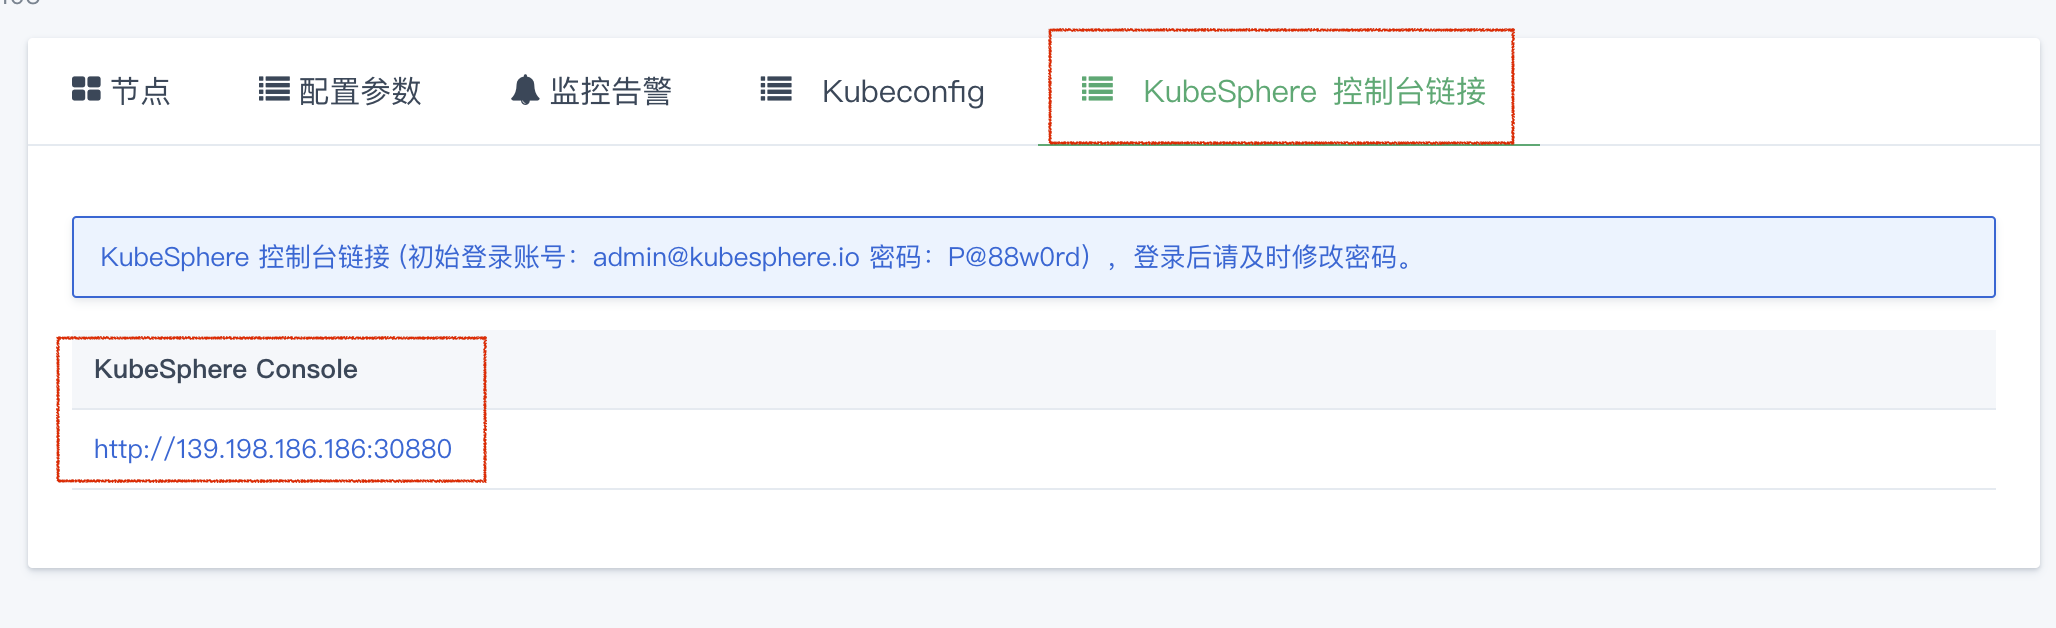 节点 配置参数 监控告警 Kubeconfig KubeSphere 控制台链接
KubeSphere 控制台链接 (初始登录账号：admin@kubesphere.io 密码：P@88w0rd），登录后请及时修改密码。
KubeSphere Console
http://139.198.186.186:30880